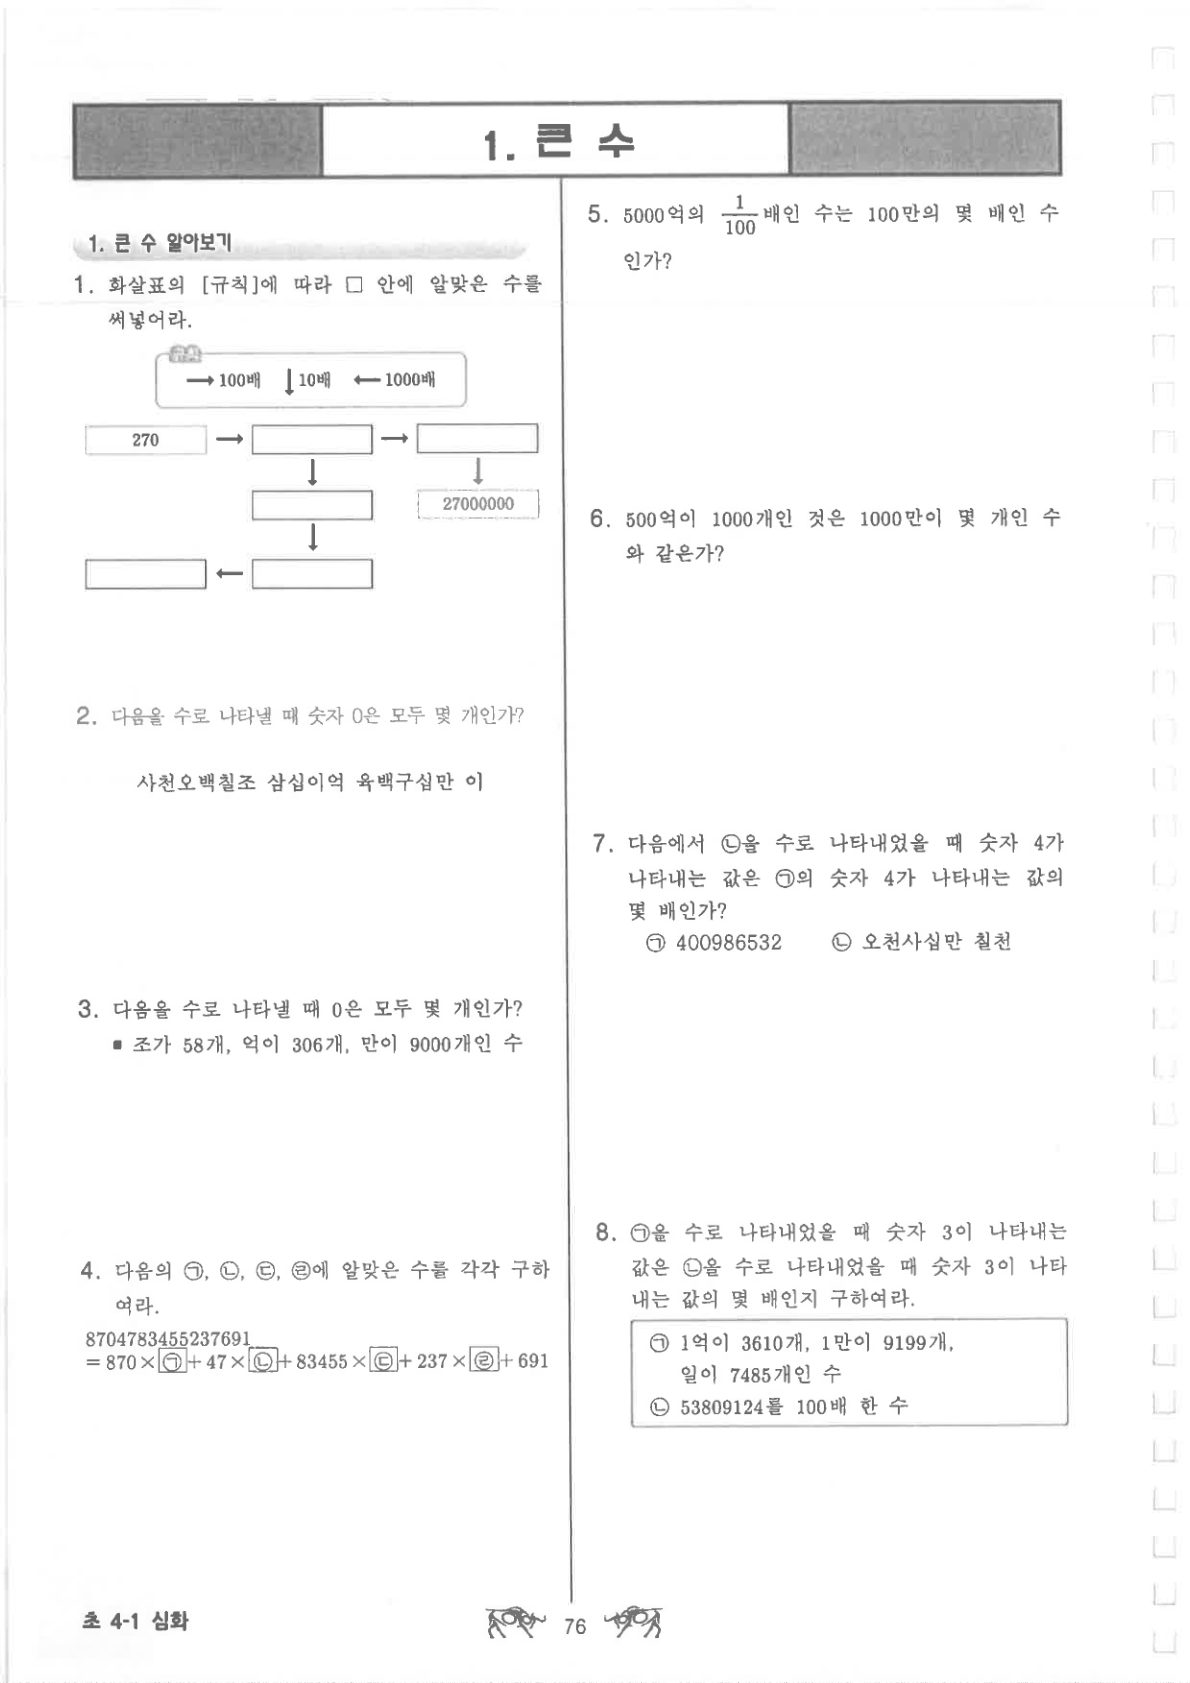 1. 큰 수
1. 큰 수 알아보기
1. 화살표의 [규칙]에 따라 □ 안에 알맞은 수를
써넣어라.
→ 100배 ↓ 10배 ← 1000배
270 → □ → □
↓ ↓
□ 27000000
↓
□ ← □
2. 다음을 수로 나타낼 때 숫자 0은 모두 몇 개인가?
사천오백칠조 삼십이억 육백구십만 이
3. 다음을 수로 나타낼 때 0은 모두 몇 개인가?
■ 조가 58개, 억이 306개, 만이 9000개인 수
4. 다음의 ㉠, ㉡, ㉢, ㉣에 알맞은 수를 각각 구하
여라.
8704783455237691
= 870 × ㉠ + 47 × ㉡ + 83455 × ㉢ + 237 × ㉣ + 691
5. 5000억의 1/100 배인 수는 100만의 몇 배인 수
인가?
6. 500억이 1000개인 것은 1000만이 몇 개인 수
와 같은가?
7. 다음에서 ㉡을 수로 나타내었을 때 숫자 4가
나타내는 값은 ㉠의 숫자 4가 나타내는 값의
몇 배인가?
㉠ 400986532 ㉡ 오천사십만 칠천
8. ㉠을 수로 나타내었을 때 숫자 3이 나타내는
값은 ㉡을 수로 나타내었을 때 숫자 3이 나타
내는 값의 몇 배인지 구하여라.
㉠ 1억이 3610개, 1만이 9199개,
일이 7485개인 수
㉡ 53809124를 100배 한 수
초 4-1 심화
76